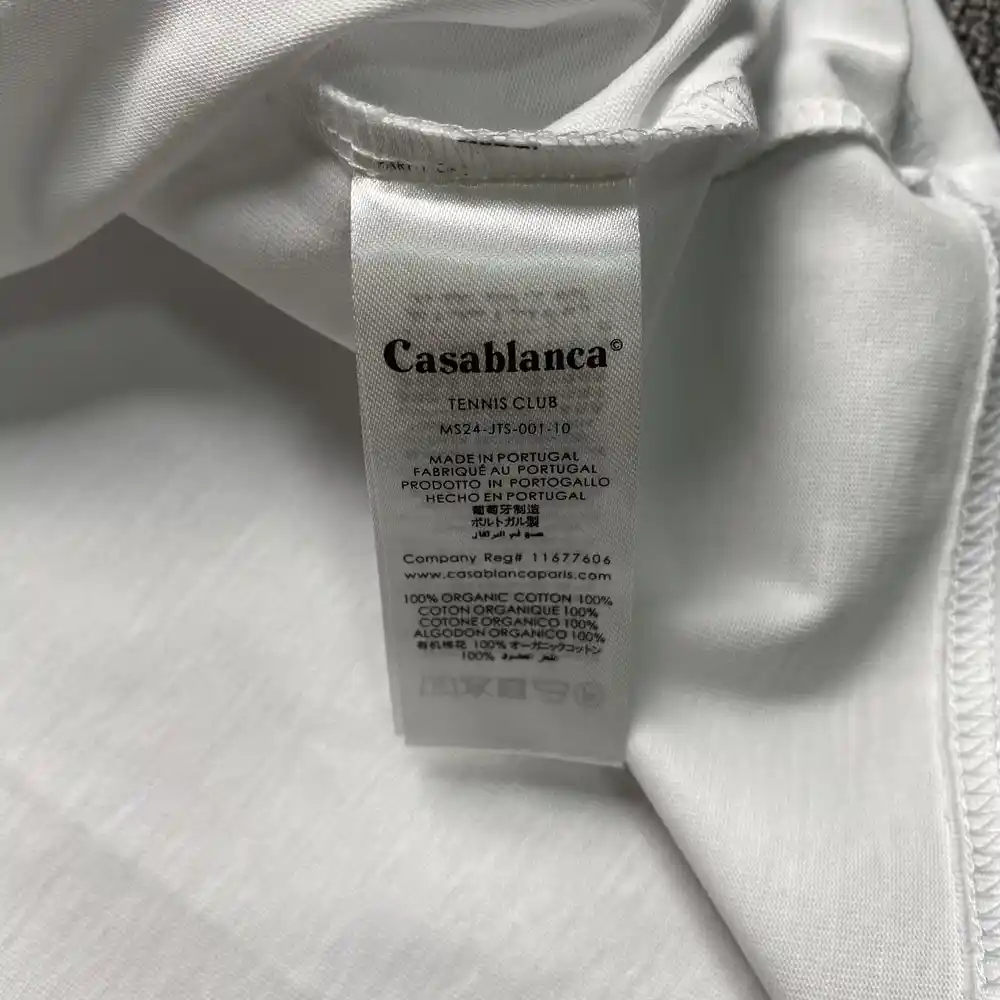 Casablanca©
TENNIS CLUB
MS24-JTS-001-10
MADE IN PORTUGAL
FABRIQUÉ AU PORTUGAL
PRODOTTO IN PORTOGALLO
HECHO EN PORTUGAL
葡萄牙制造
ポルトガル製
صنع في البرتغال
Company Reg# 11677606
www.casablancaparis.com
100% ORGANIC COTTON 100%
COTON ORGANIQUE 100%
COTONE ORGANICO 100%
ALGODON ORGANICO 100%
有机棉花 100% オーガニックコットン
100%